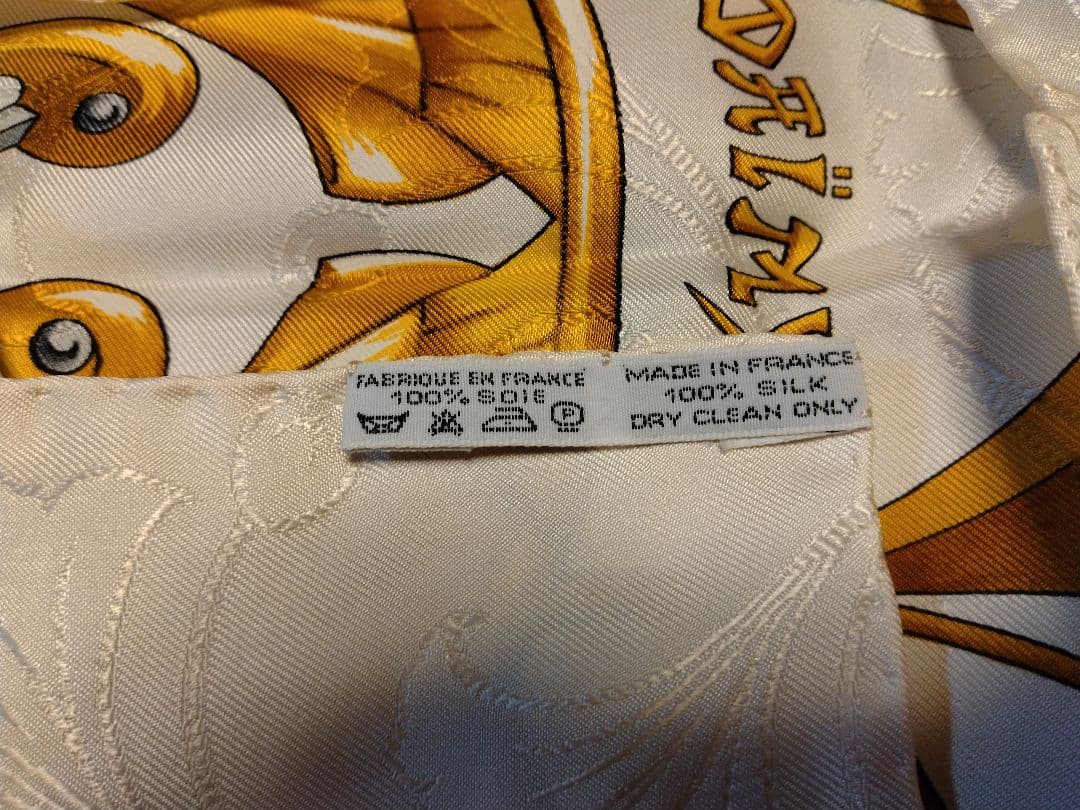 FABRIQUE EN FRANCE
100% SOIE
MADE IN FRANCE
100% SILK
DRY CLEAN ONLY